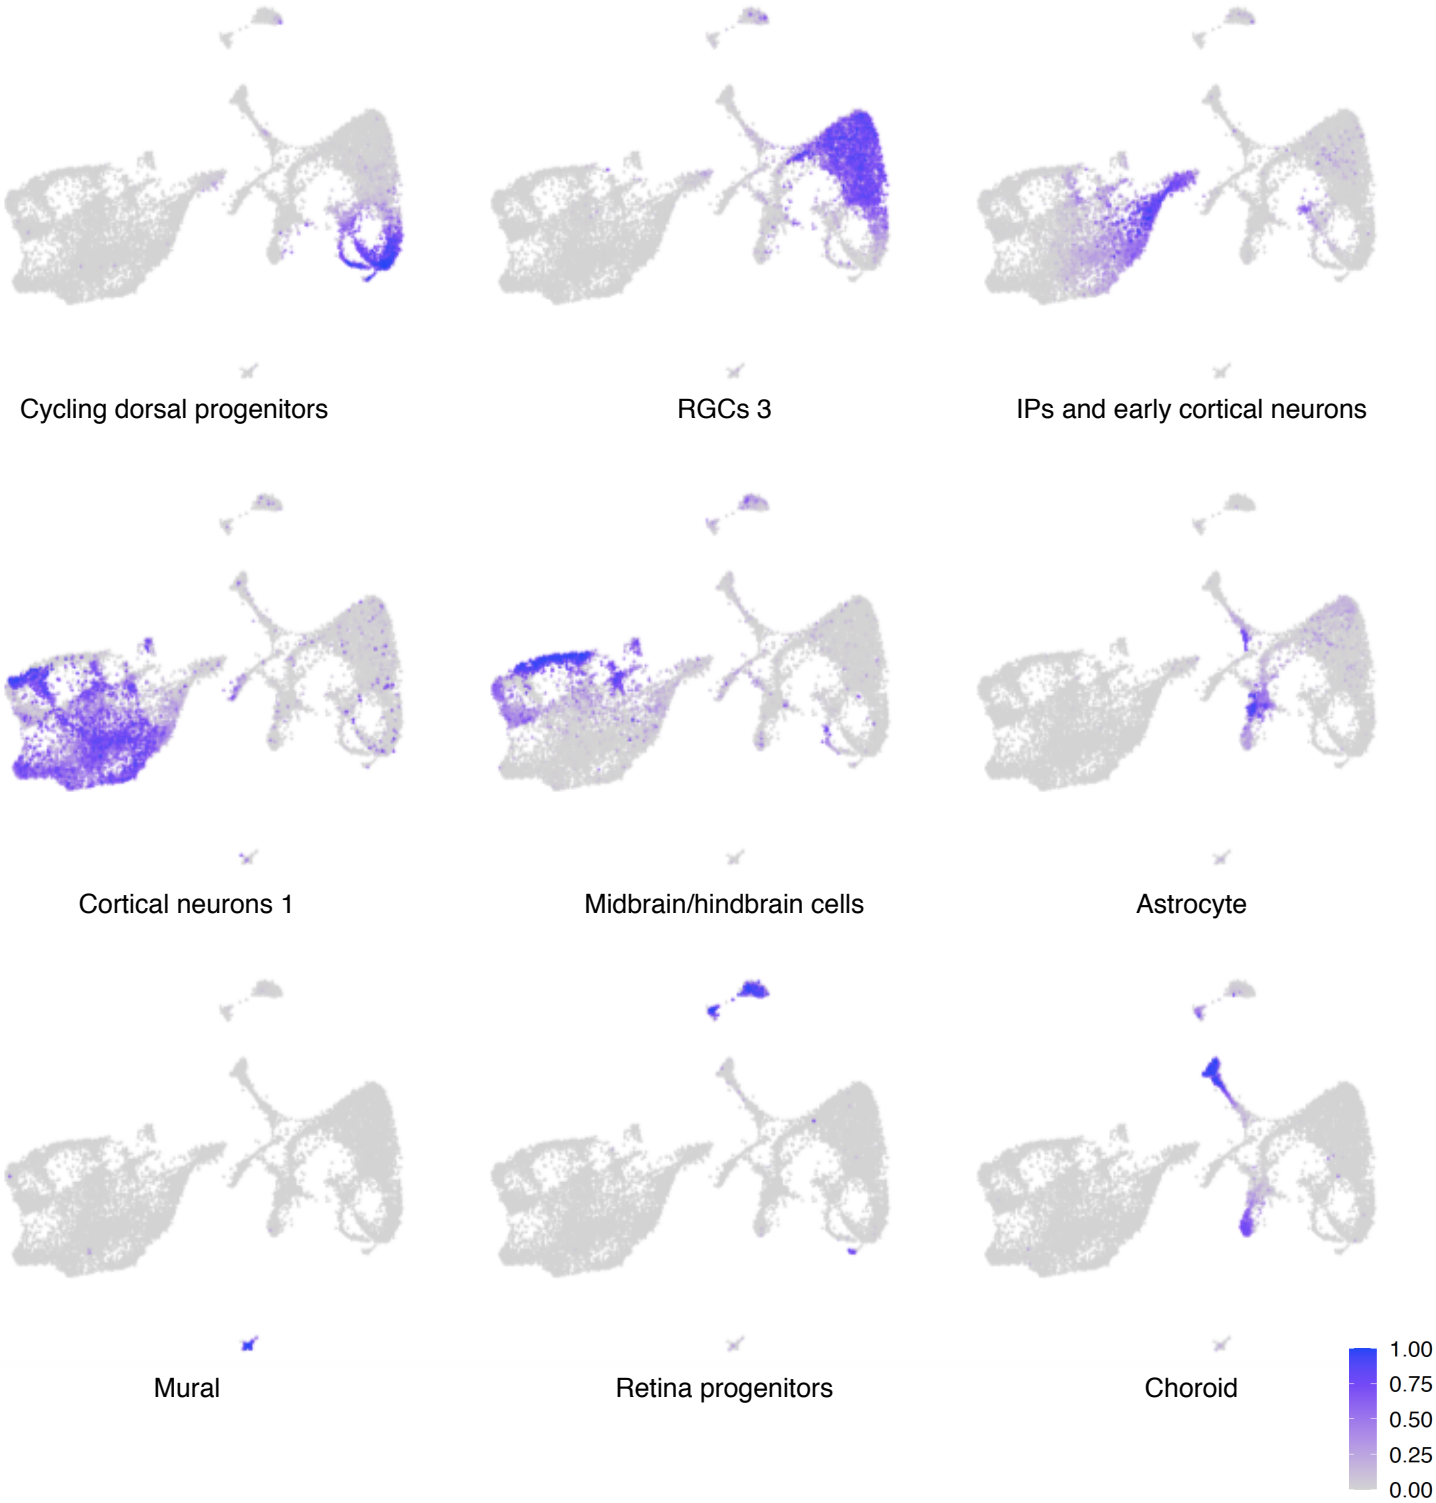 Cycling dorsal progenitors
RGCs 3
IPs and early cortical neurons
Cortical neurons 1
Midbrain/hindbrain cells
Astrocyte
Mural
Retina progenitors
Choroid
1.00
0.75
0.50
0.25
0.00